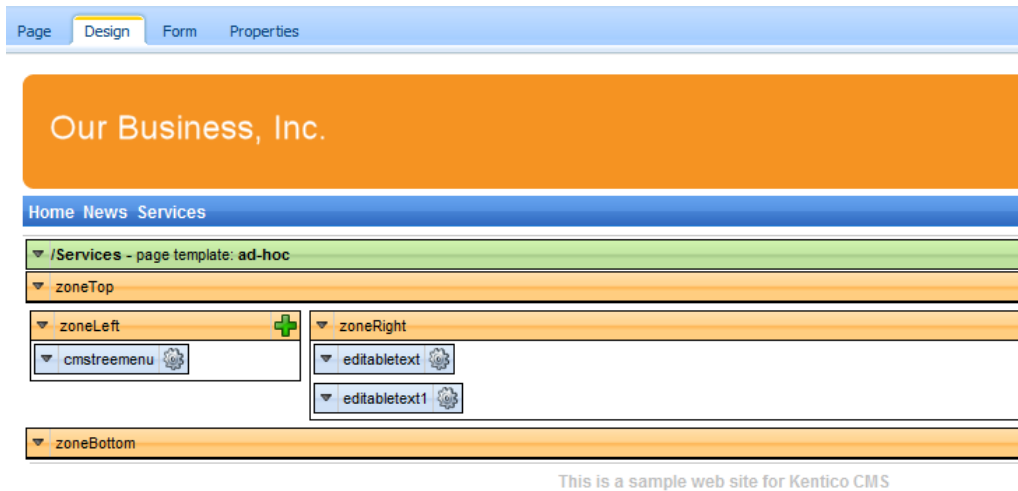 Page Design Form Properties
Our Business, Inc.
Home News Services
/Services - page template: ad-hoc
zoneTop
zoneLeft zoneRight
cmstreemenu editabletext
editabletext1
zoneBottom
This is a sample web site for Kentico CMS